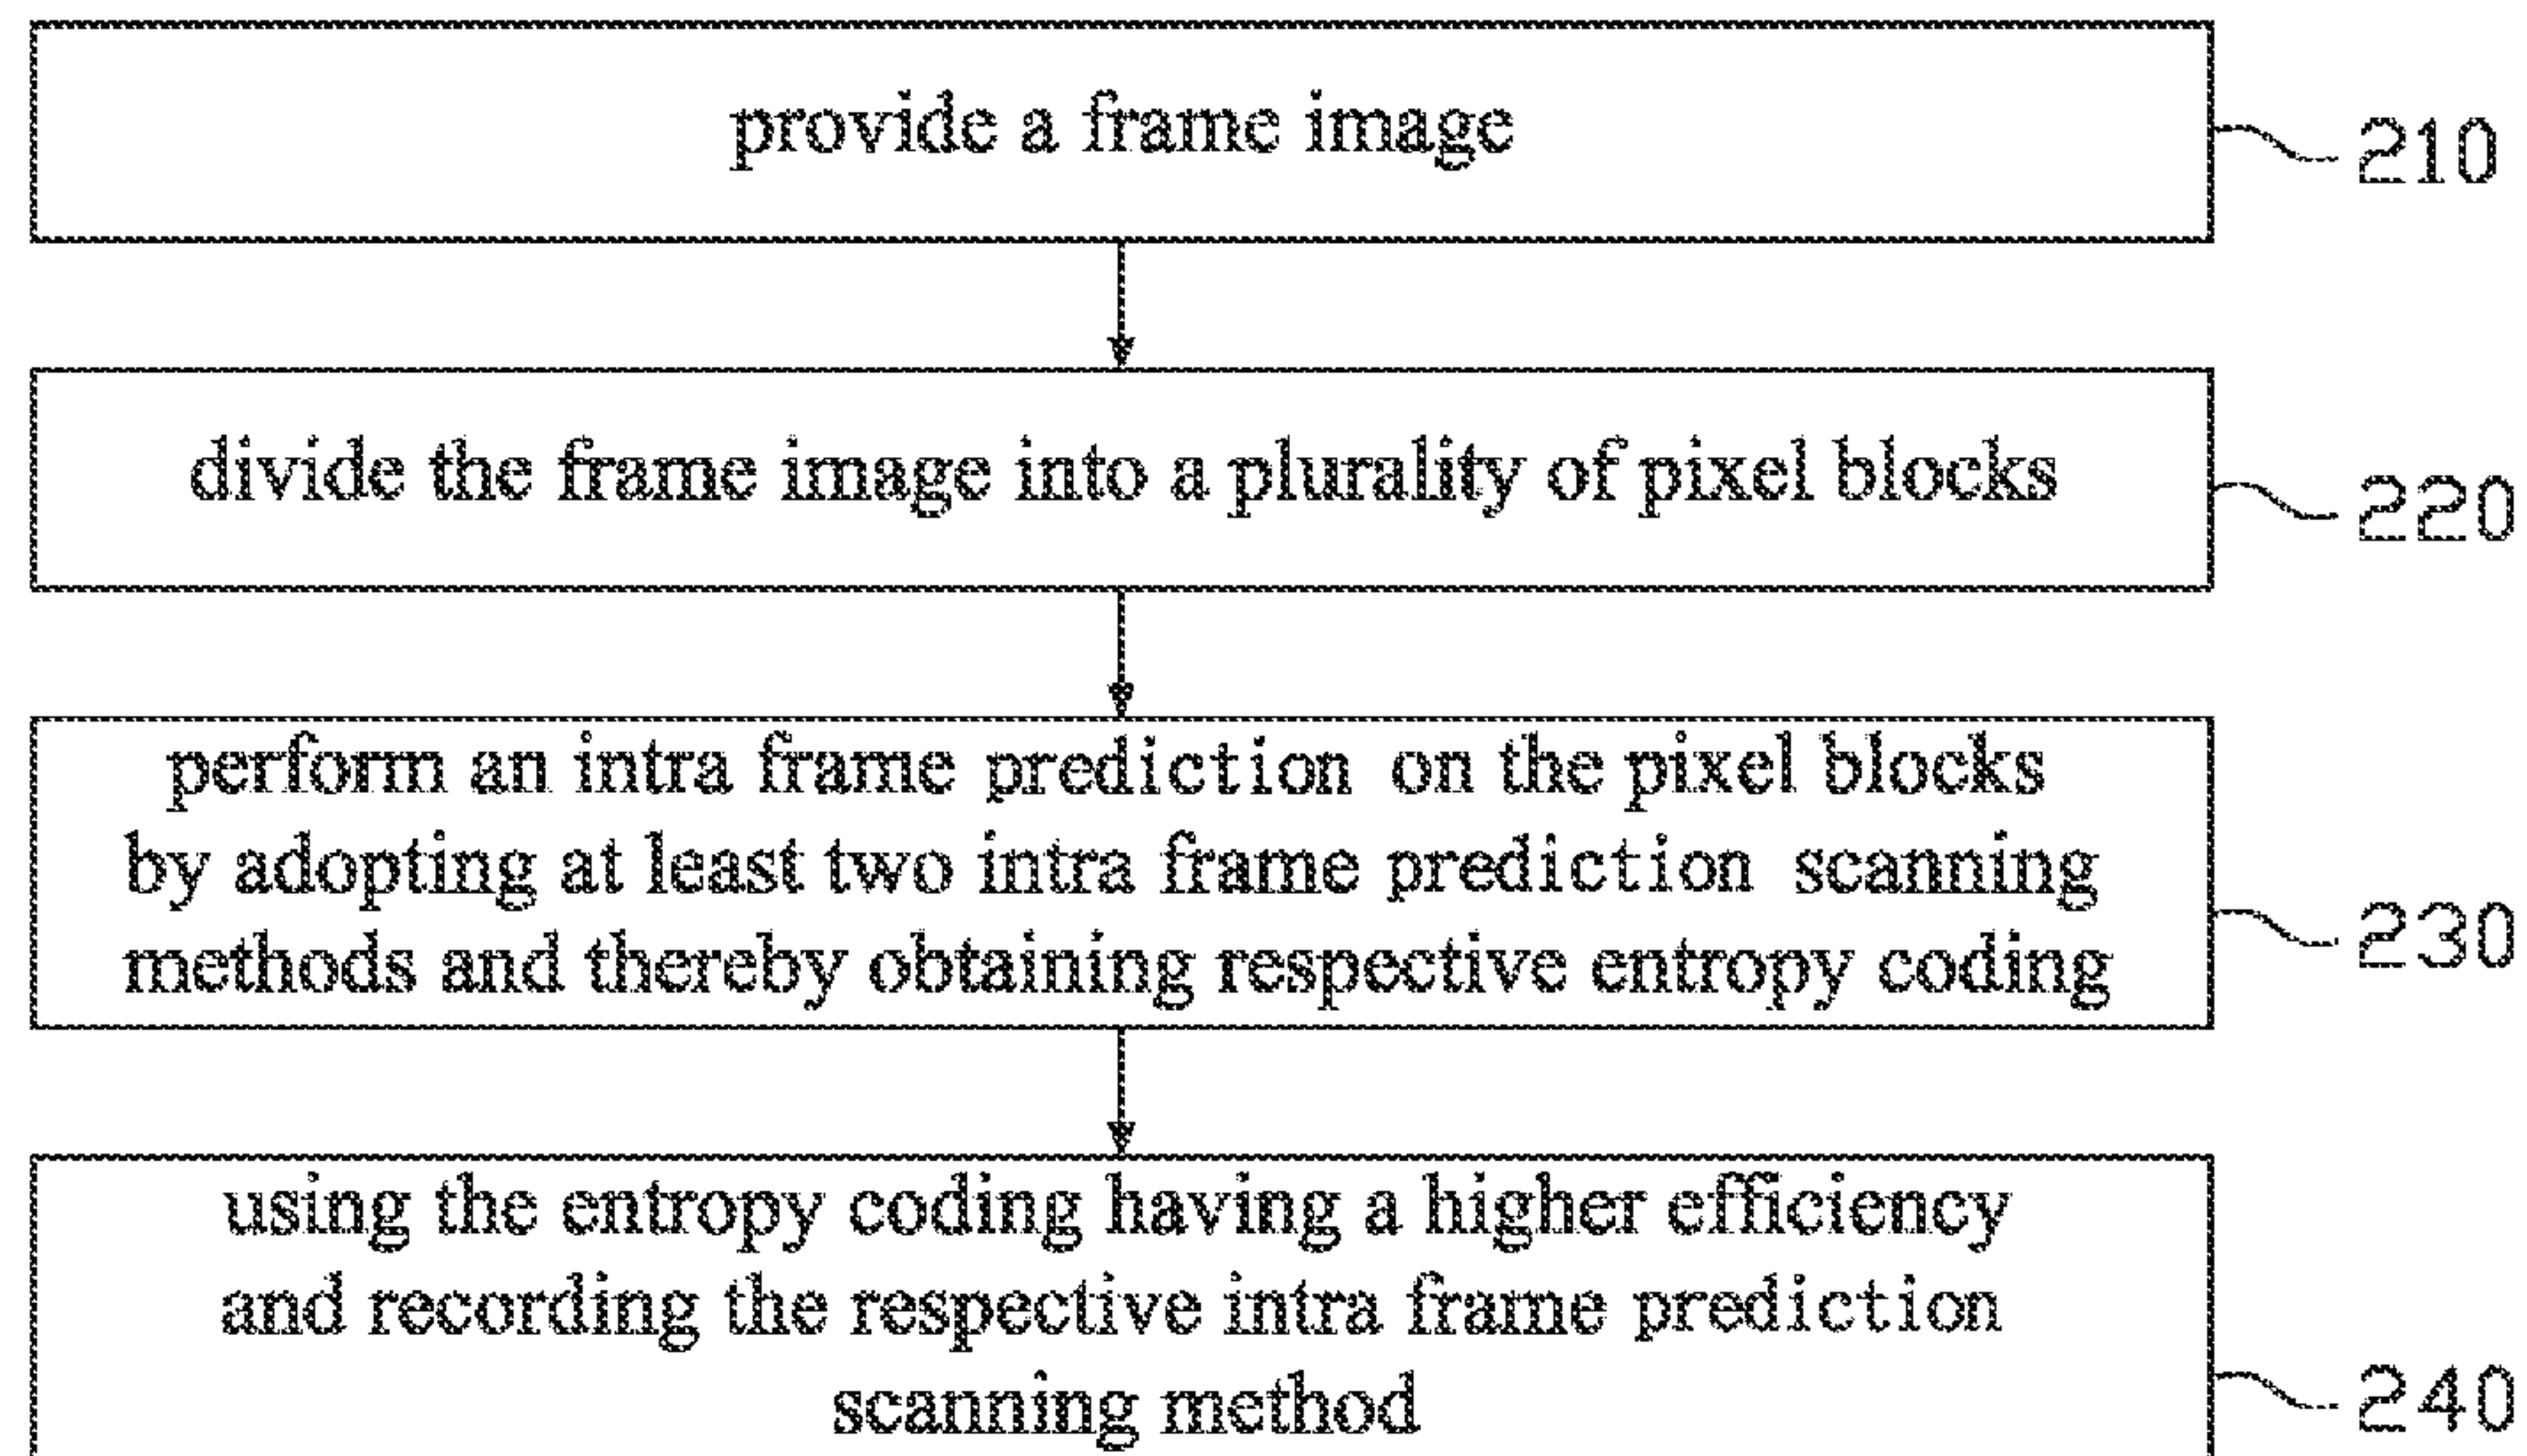 provide a frame image
210
divide the frame image into a plurality of pixel blocks
220
perform an intra frame prediction on the pixel blocks
by adopting at least two intra frame prediction scanning
methods and thereby obtaining respective entropy coding
230
using the entropy coding having a higher efficiency
and recording the respective intra frame prediction
scanning method
240